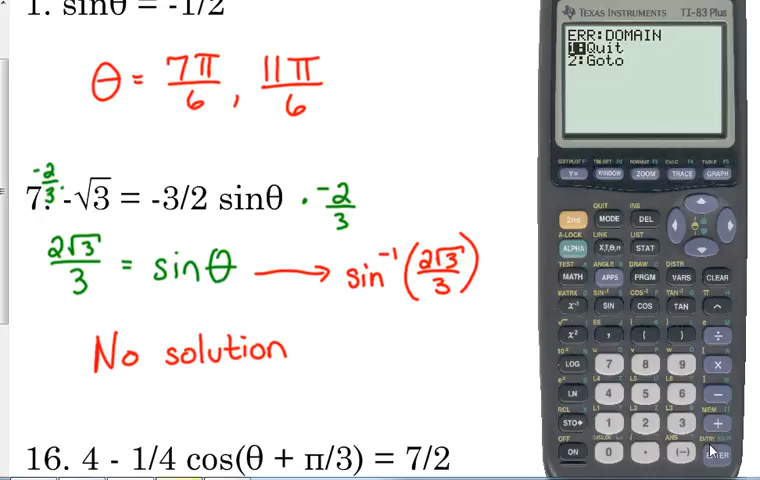 1. sinθ = -1/2
θ = 7π/6, 11π/6
-2/3 ·
7. -√3 = -3/2 sinθ · -2/3
2√3/3 = sinθ → sin⁻¹(2√3/3)
No solution
16. 4 - 1/4 cos(θ + π/3) = 7/2
TEXAS INSTRUMENTS TI-83 Plus
ERR:DOMAIN
1:Quit
2:Goto
Y= WINDOW ZOOM TRACE GRAPH
QUIT INS
2nd MODE DEL
A-LOCK LINK LIST
ALPHA X,T,θ,n STAT
TEST A ANGLE B DRAW C DISTR
MATH APPS PRGM VARS CLEAR
MATRX D SIN⁻¹ E COS⁻¹ F TAN⁻¹ G π H
x⁻¹ SIN COS TAN ^
x² , ( ) ÷
LOG 7 8 9 ×
LN 4 5 6 −
RCL MEM
STO 1 2 3 +
OFF ANS ENTRY
ON 0 . (−) ENTER